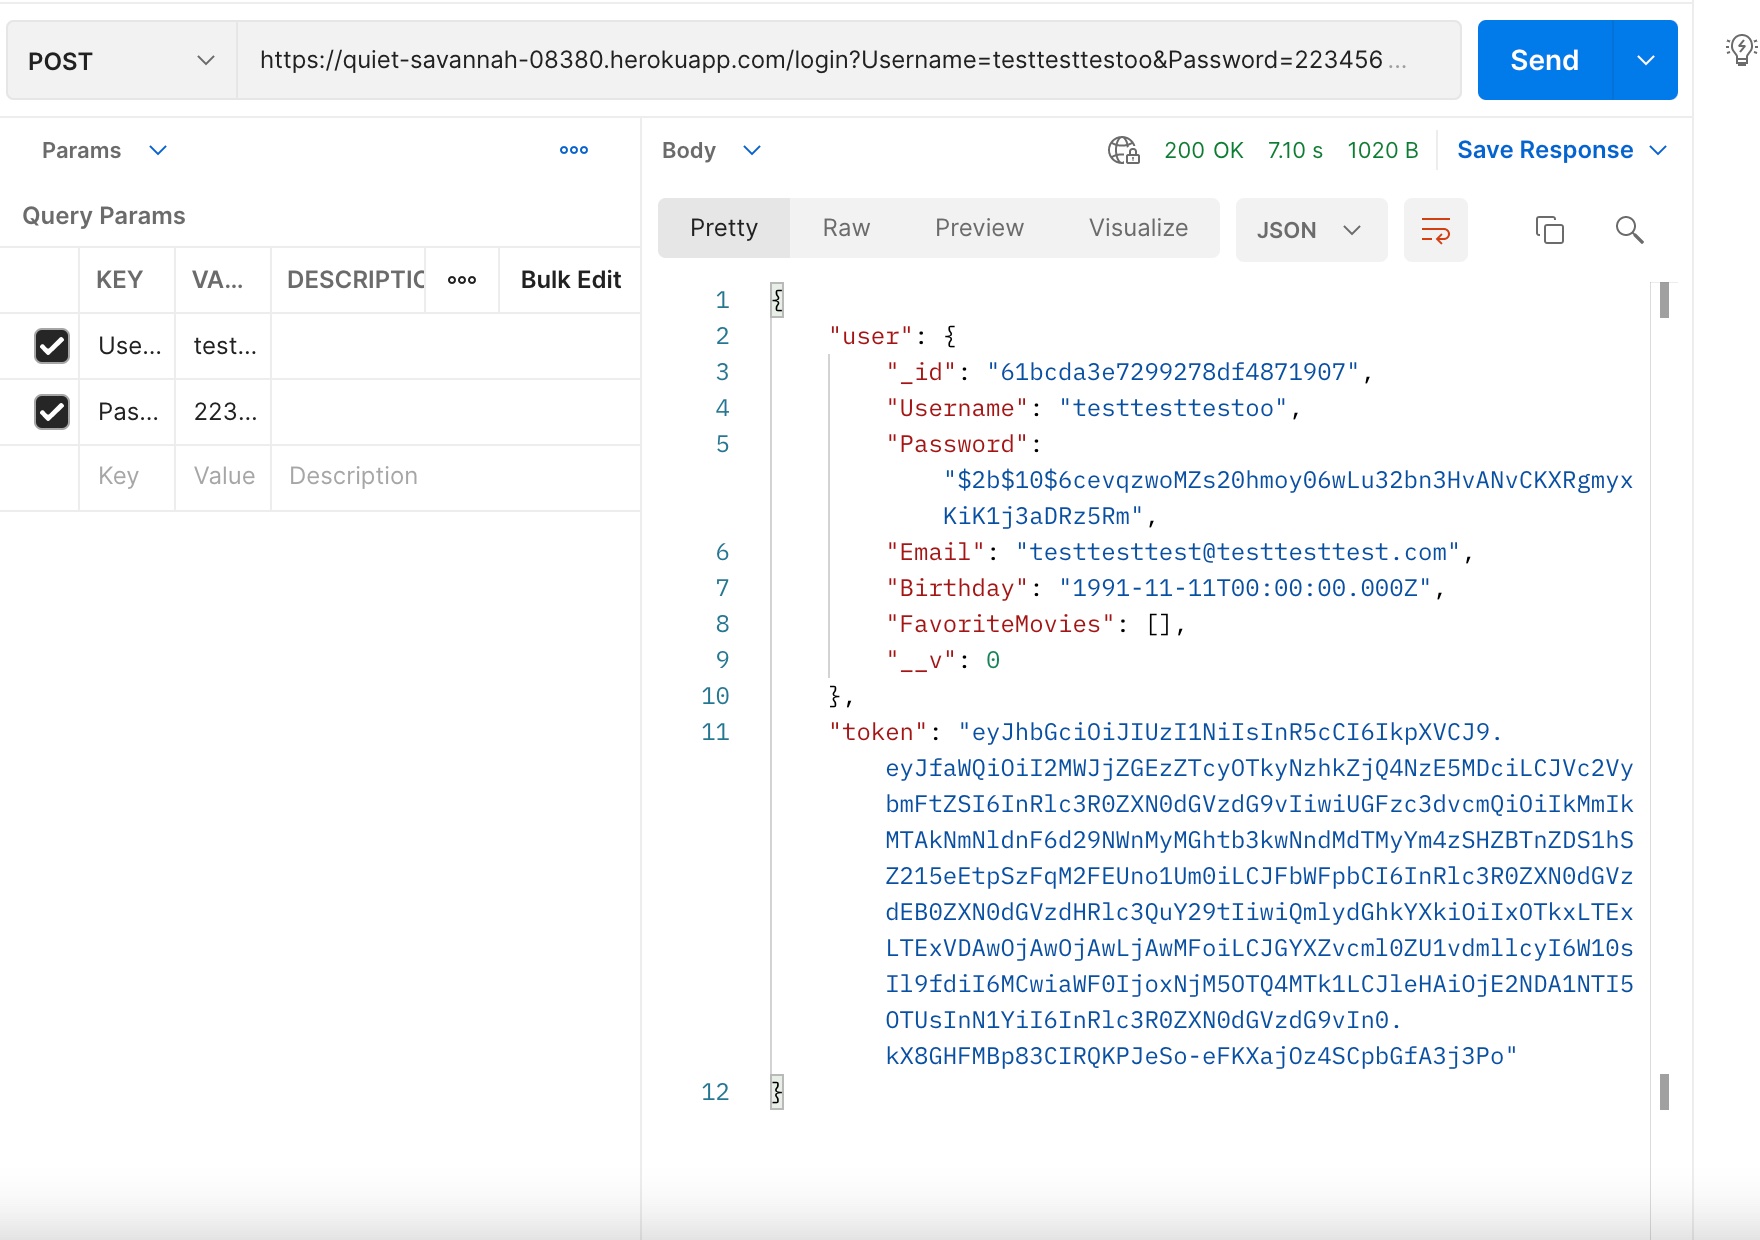 POST
https://quiet-savannah-08380.herokuapp.com/login?Username=testtesttestoo&Password=223456 ...
Send
Params
Body
200 OK 7.10 s 1020 B
Save Response
Query Params
Pretty Raw Preview Visualize JSON
KEY VA... DESCRIPTIC Bulk Edit
Use... test...
Pas... 223...
Key Value Description
1 {
2 "user": {
3 "_id": "61bcda3e7299278df4871907",
4 "Username": "testtesttestoo",
5 "Password":
"$2b$10$6cevqzwoMZs20hmoy06wLu32bn3HvANvCKXRgmyx
KiK1j3aDRz5Rm",
6 "Email": "testtesttest@testtesttest.com",
7 "Birthday": "1991-11-11T00:00:00.000Z",
8 "FavoriteMovies": [],
9 "__v": 0
10 },
11 "token": "eyJhbGciOiJIUzI1NiIsInR5cCI6IkpXVCJ9.
eyJfaWQiOiI2MWJjZGEzZTcyOTkyNzhkZjQ4NzE5MDciLCJVc2Vy
bmFtZSI6InRlc3R0ZXN0dGVzdG9vIiwiUGFzc3dvcmQiOiIkMmIk
MTAkNmNldnF6d29NWnMyMGhtb3kwNndMdTMyYm4zSHZBTnZDS1hS
Z215eEtpSzFqM2FEUno1Um0iLCJFbWFpbCI6InRlc3R0ZXN0dGVz
dEB0ZXN0dGVzdHRlc3QuY29tIiwiQmlydGhkYXkiOiIxOTkxLTEx
LTExVDAwOjAwOjAwLjAwMFoiLCJGYXZvcml0ZU1vdmllcyI6W10s
Il9fdiI6MCwiaWF0IjoxNjM5OTQ4MTk1LCJleHAiOjE2NDA1NTI5
OTUsInN1YiI6InRlc3R0ZXN0dGVzdG9vIn0.
kX8GHFMBp83CIRQKPJeSo-eFKXajOz4SCpbGfA3j3Po"
12 }